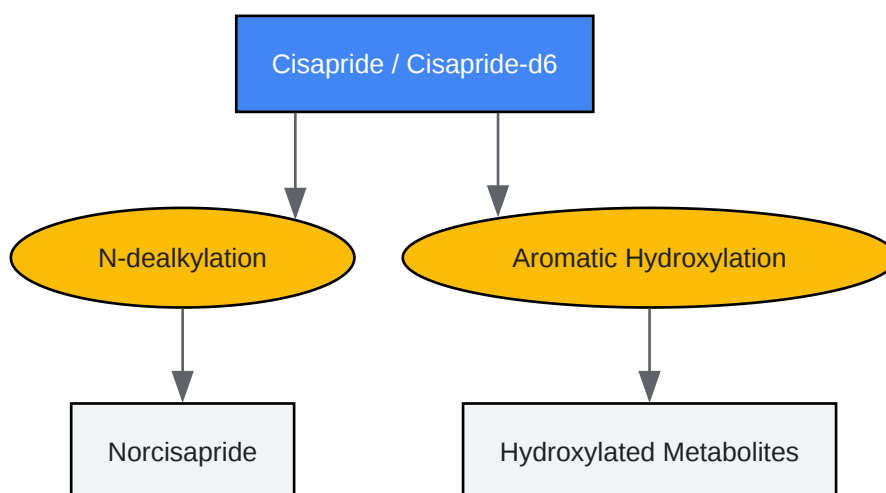 Cisapride / Cisapride-d6
N-dealkylation
Aromatic Hydroxylation
Norcisapride
Hydroxylated Metabolites